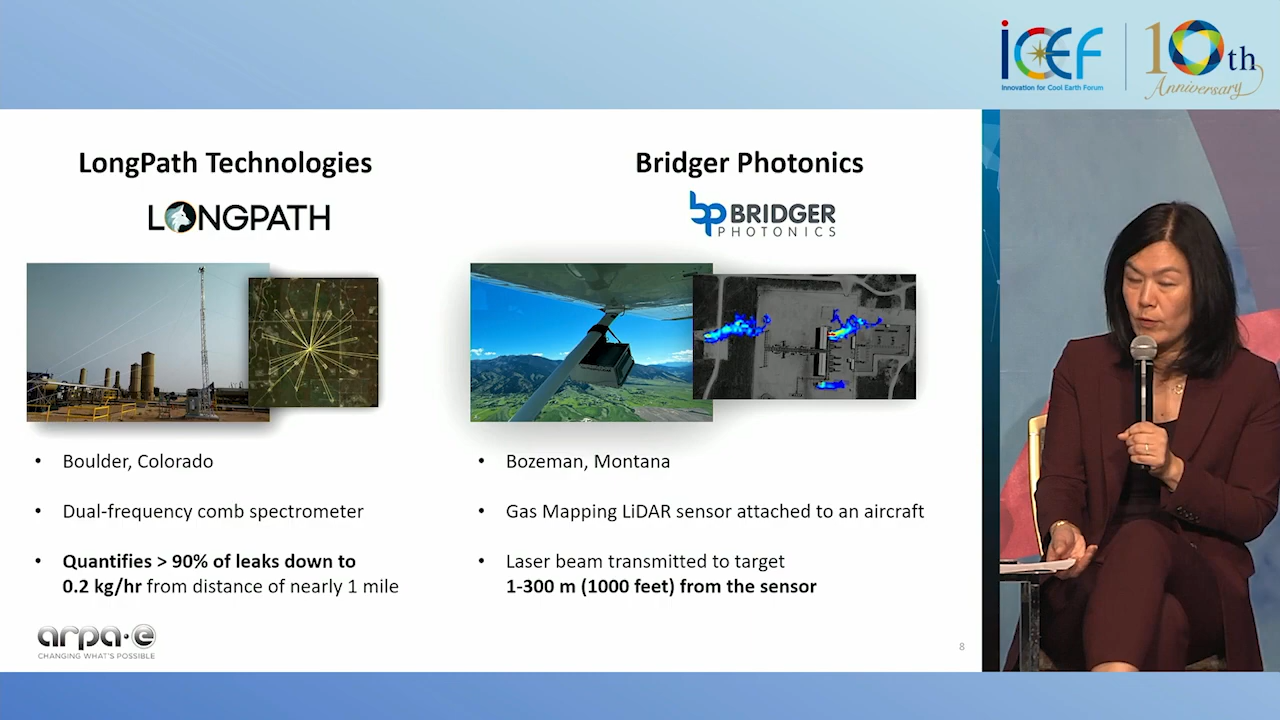 iCEF
Innovation for Cool Earth Forum
10th
Anniversary
LongPath Technologies
LONGPATH
• Boulder, Colorado
• Dual-frequency comb spectrometer
• Quantifies > 90% of leaks down to
0.2 kg/hr from distance of nearly 1 mile
Bridger Photonics
bp BRIDGER
PHOTONICS
• Bozeman, Montana
• Gas Mapping LiDAR sensor attached to an aircraft
• Laser beam transmitted to target
1-300 m (1000 feet) from the sensor
arpa·e
CHANGING WHAT'S POSSIBLE
8